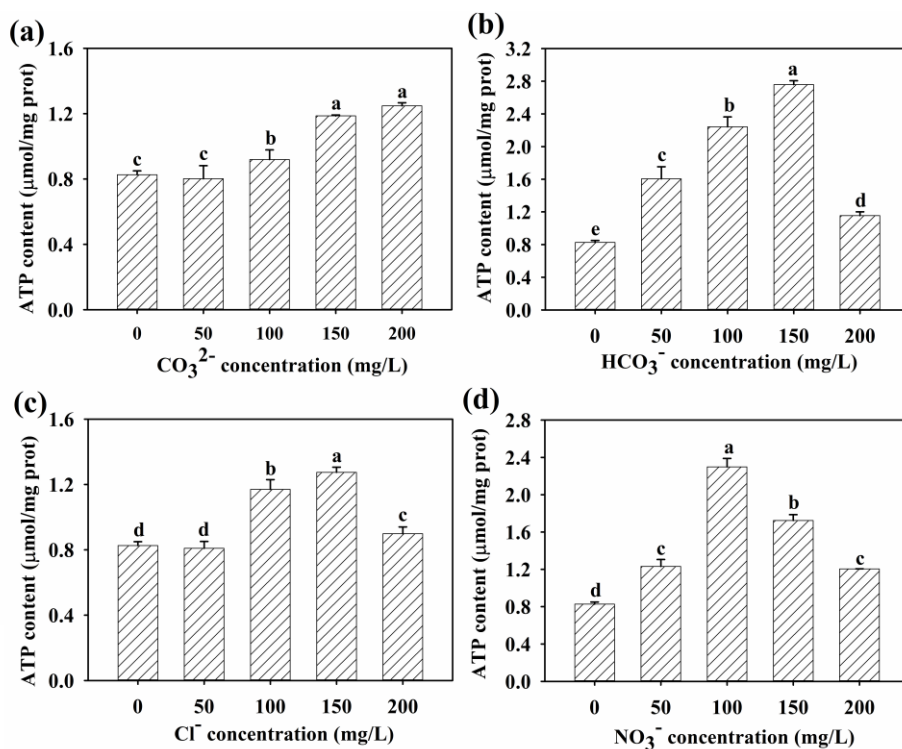 (a)
1.6
1.2
0.8
0.4
0.0
ATP content (μmol/mg prot)
c
c
b
a
a
0 50 100 150 200
CO₃²⁻ concentration (mg/L)
(b)
3.2
2.8
2.4
2.0
1.6
1.2
0.8
0.4
0.0
ATP content (μmol/mg prot)
e
c
b
a
d
0 50 100 150 200
HCO₃⁻ concentration (mg/L)
(c)
1.6
1.2
0.8
0.4
0.0
ATP content (μmol/mg prot)
d
d
b
a
c
0 50 100 150 200
Cl⁻ concentration (mg/L)
(d)
2.8
2.4
2.0
1.6
1.2
0.8
0.4
0.0
ATP content (μmol/mg prot)
d
c
a
b
c
0 50 100 150 200
NO₃⁻ concentration (mg/L)